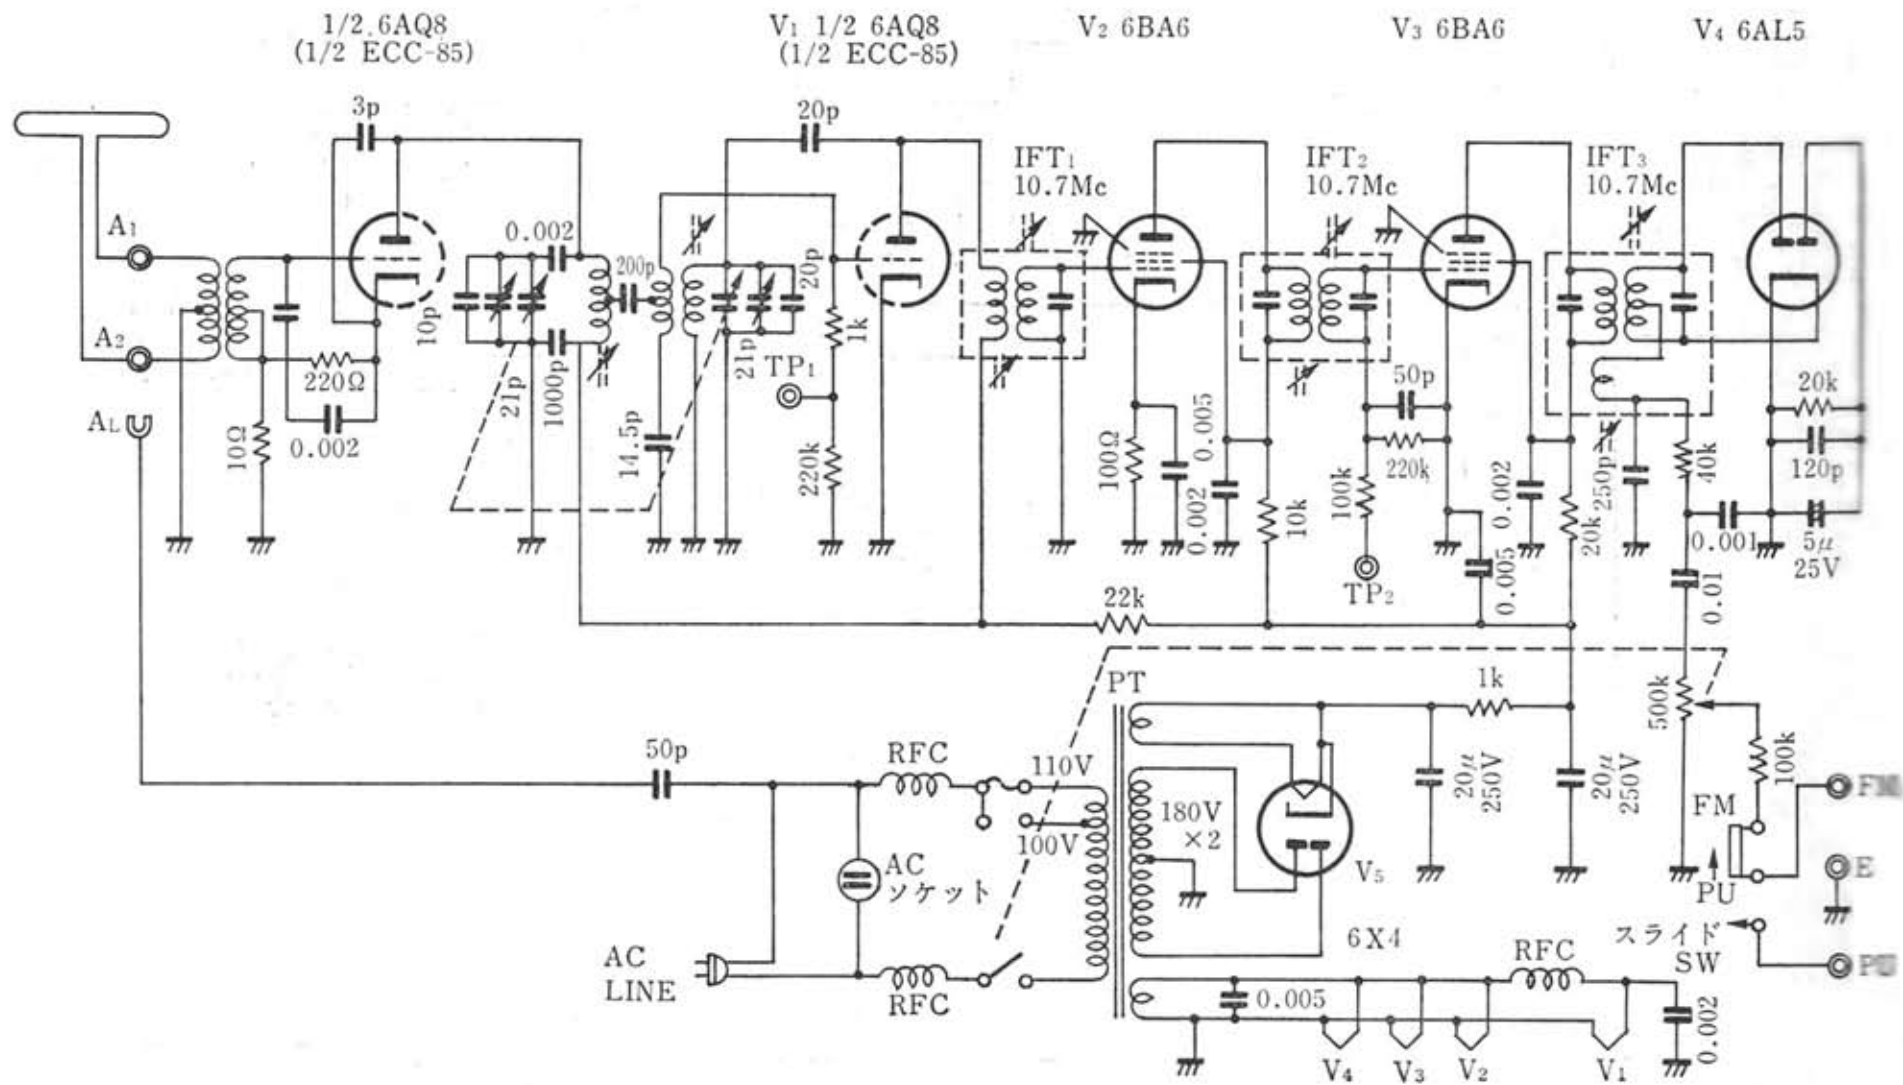 1/2.6AQ8
(1/2 ECC-85)
V1 1/2 6AQ8
(1/2 ECC-85)
V2 6BA6
V3 6BA6
V4 6AL5
3p
20p
IFT1
10.7Mc
IFT2
10.7Mc
IFT3
10.7Mc
A1
A2
AL
0.002
200p
10p
21p
1000p
220Ω
0.002
10Ω
14.5p
21p
20p
1k
TP1
220k
100Ω
0.005
0.002
10k
50p
220k
100k
TP2
0.002
0.005
20k
250p
40k
20k
120p
0.001
5μ
25V
0.01
22k
PT
1k
500k
100k
50p
RFC
110V
100V
180V
×2
V5
6X4
20μ
250V
20μ
250V
FM
PU
FM
E
PU
スライド
SW
AC
ソケット
AC
LINE
RFC
RFC
0.005
0.002
V4
V3
V2
V1